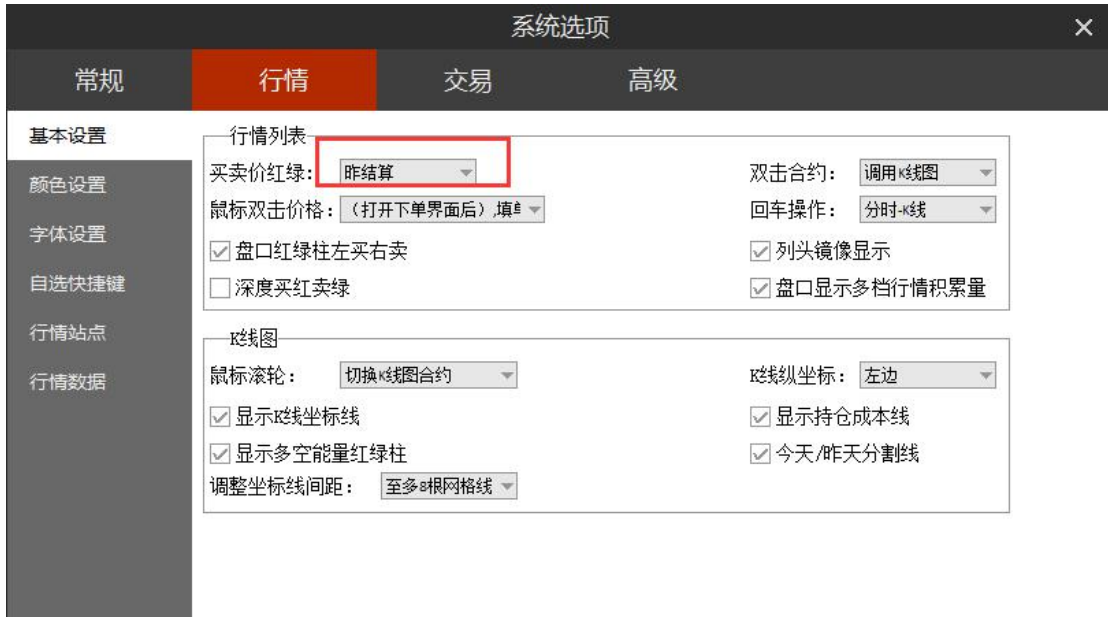 系统选项
常规 行情 交易 高级
基本设置
颜色设置
字体设置
自选快捷键
行情站点
行情数据
行情列表
买卖价红绿： 昨结算 双击合约： 调用K线图
鼠标双击价格： （打开下单界面后）,填单 回车操作： 分时-K线
盘口红绿柱左买右卖 列头镜像显示
深度买红卖绿 盘口显示多档行情积累量
K线图
鼠标滚轮： 切换K线图合约 K线纵坐标： 左边
显示K线坐标线 显示持仓成本线
显示多空能量红绿柱 今天/昨天分割线
调整坐标线间距： 至多8根网格线